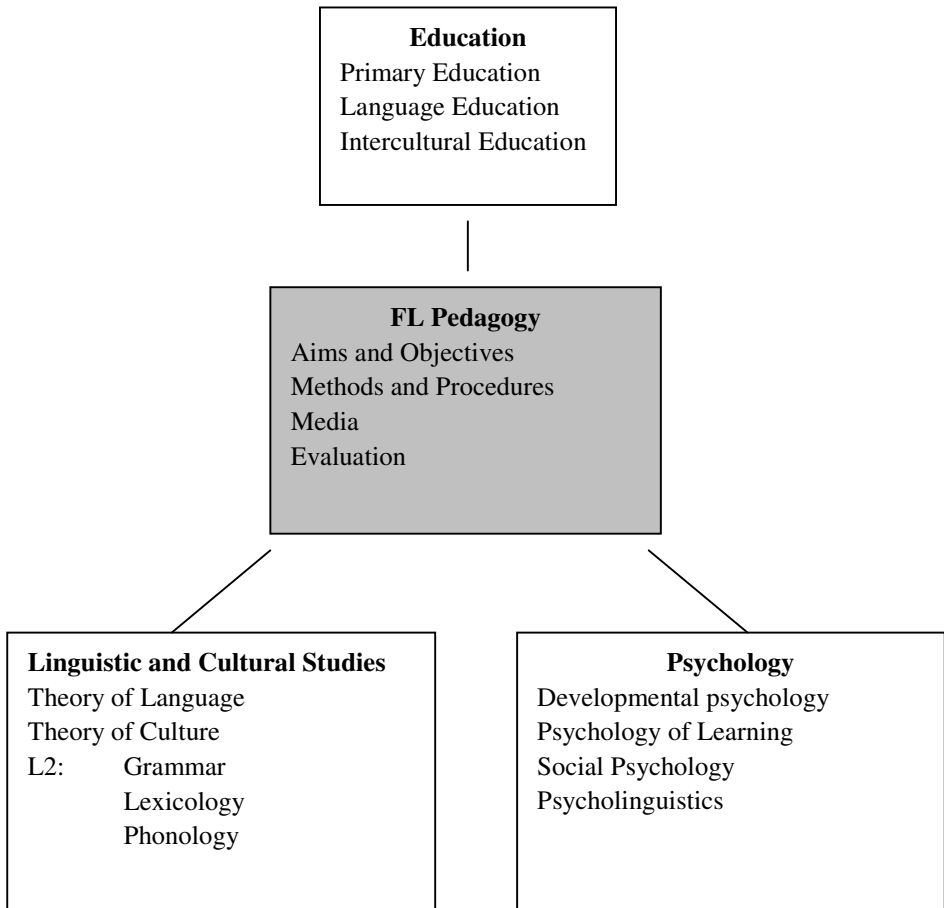 Education
Primary Education
Language Education
Intercultural Education
FL Pedagogy
Aims and Objectives
Methods and Procedures
Media
Evaluation
Linguistic and Cultural Studies
Theory of Language
Theory of Culture
L2: Grammar
Lexicology
Phonology
Psychology
Developmental psychology
Psychology of Learning
Social Psychology
Psycholinguistics